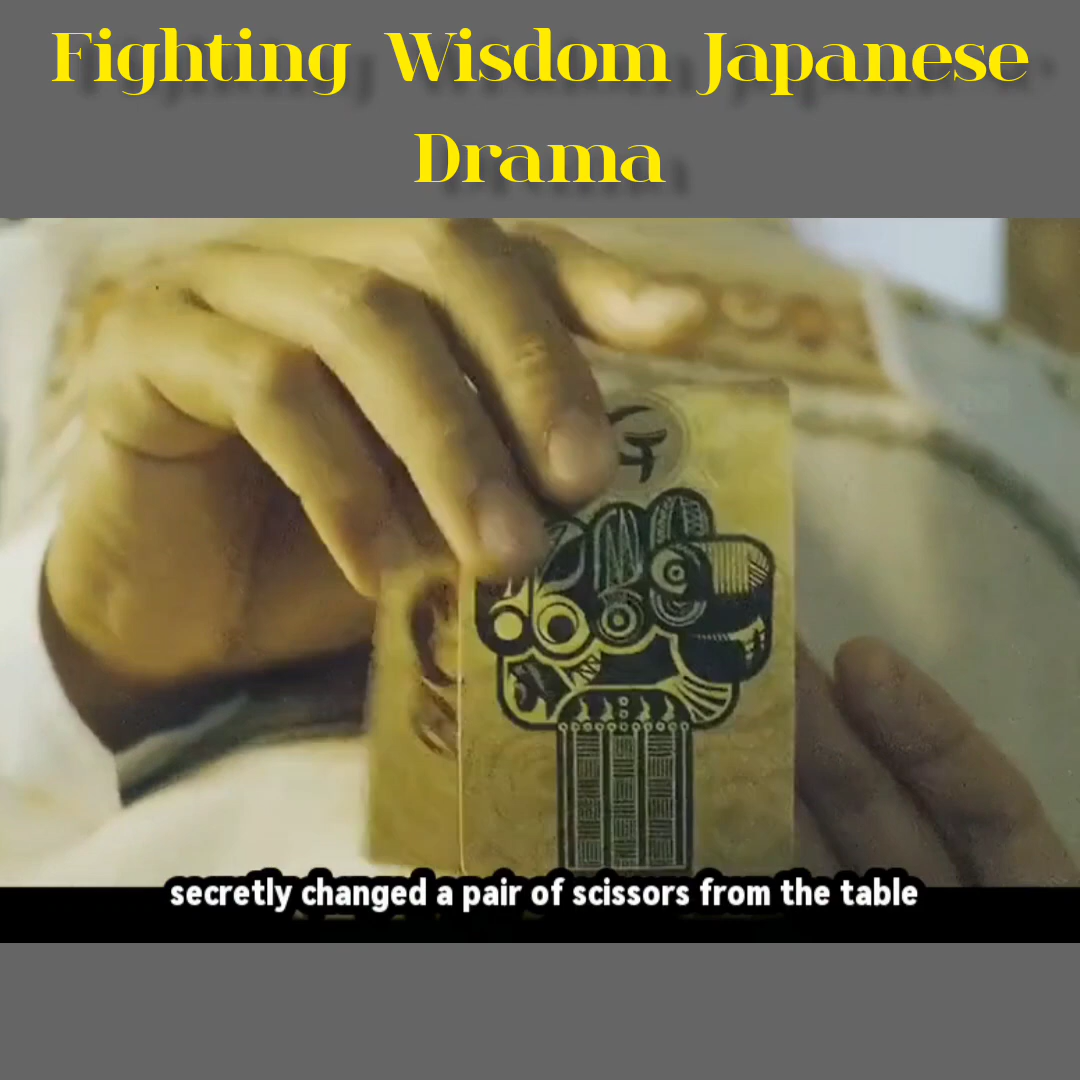 Fighting Wisdom Japanese
Drama
secretly changed a pair of scissors from the table